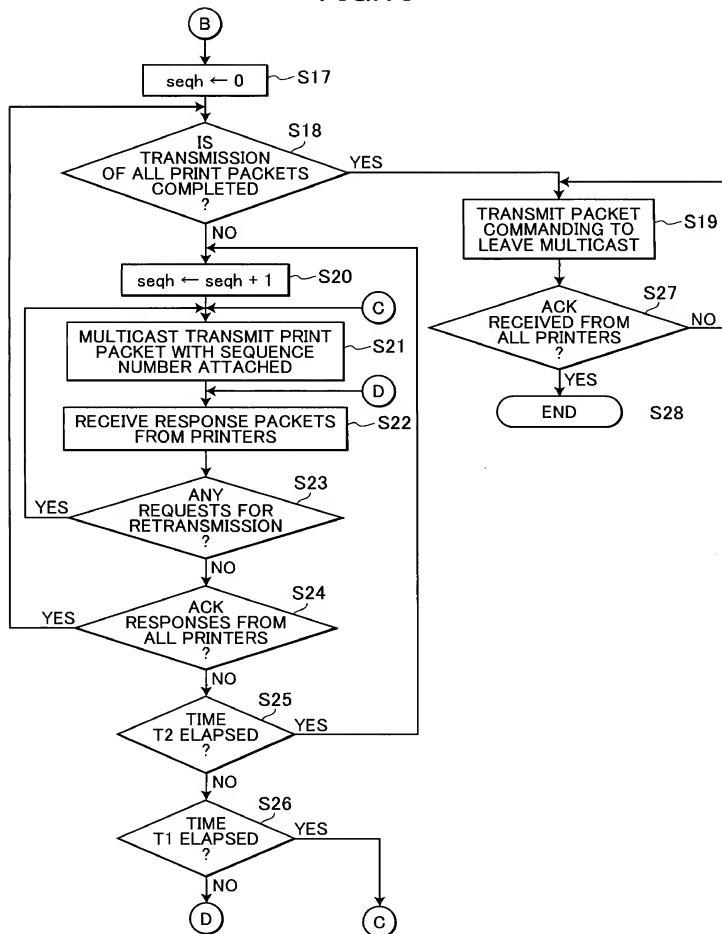 B
seqh ← 0
S17
S18
IS
TRANSMISSION
OF ALL PRINT PACKETS
COMPLETED
?
YES
NO
TRANSMIT PACKET
COMMANDING TO
LEAVE MULTICAST
S19
seqh ← seqh + 1
S20
C
ACK
RECEIVED FROM
ALL PRINTERS
?
S27
NO
YES
END
S28
MULTICAST TRANSMIT PRINT
PACKET WITH SEQUENCE
NUMBER ATTACHED
S21
D
RECEIVE RESPONSE PACKETS
FROM PRINTERS
S22
S23
ANY
REQUESTS FOR
RETRANSMISSION
?
YES
NO
S24
ACK
RESPONSES FROM
ALL PRINTERS
?
YES
NO
S25
TIME
T2 ELAPSED
?
YES
NO
S26
TIME
T1 ELAPSED
?
YES
NO
D
C